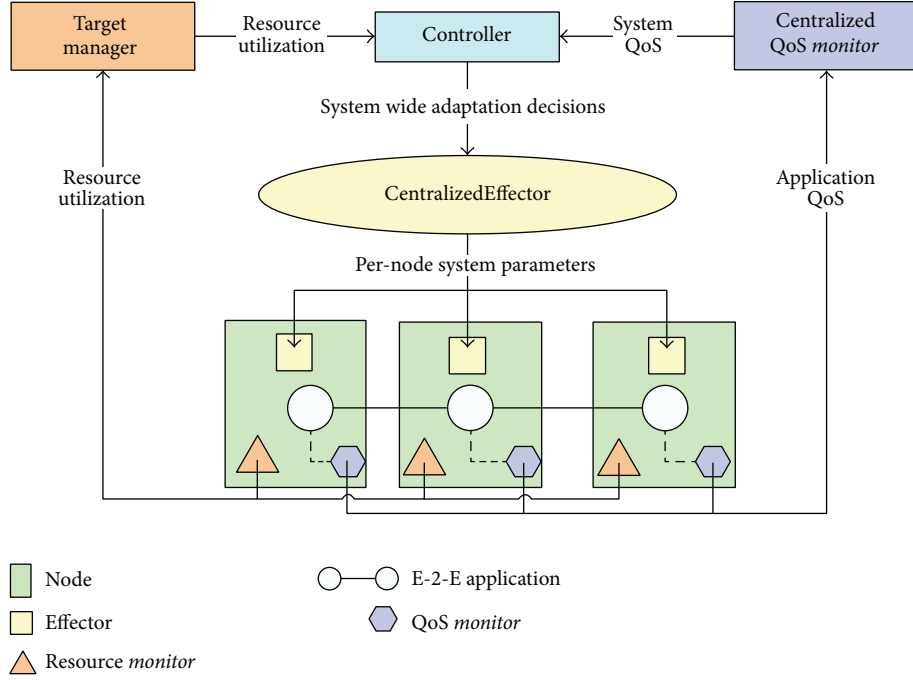 Target
manager
Resource
utilization
Controller
System
QoS
Centralized
QoS monitor
System wide adaptation decisions
Resource
utilization
CentralizedEffector
Application
QoS
Per-node system parameters
Node
E-2-E application
Effector
QoS monitor
Resource monitor